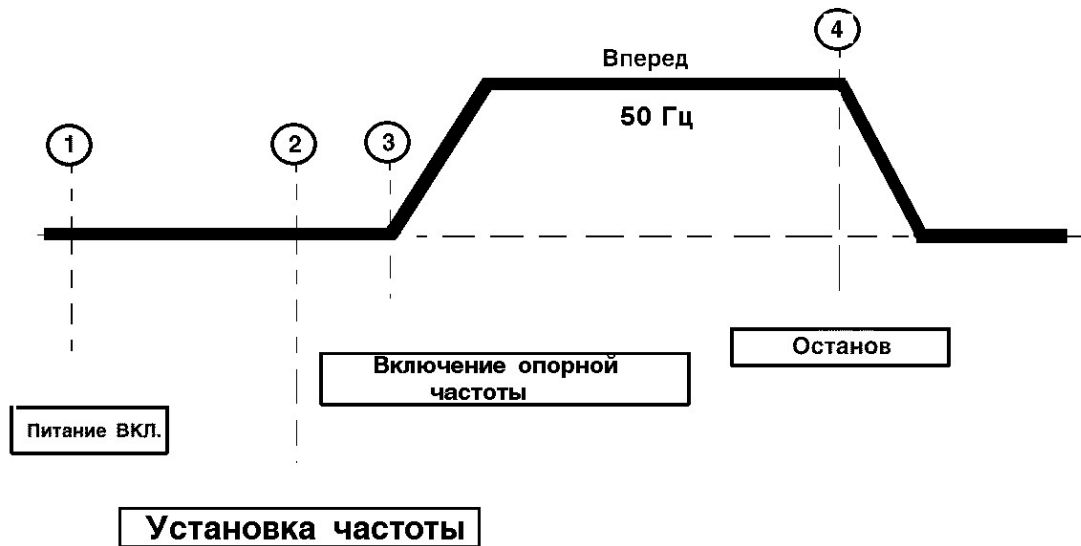 4
Вперед
50 Гц
1
2
3
Останов
Включение опорной
частоты
Питание ВКЛ.
Установка частоты